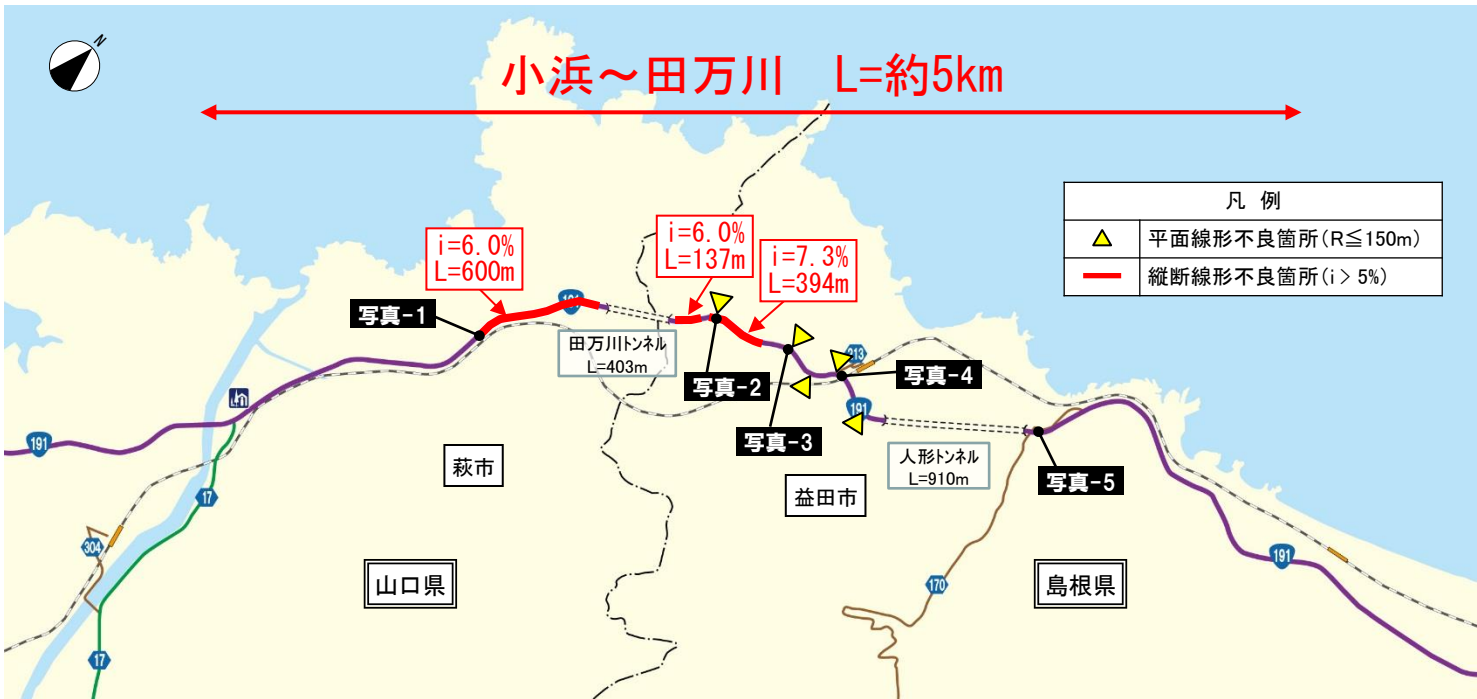 N
小浜～田万川　L=約5km
凡 例
平面線形不良箇所(R≦150m)
縦断線形不良箇所(i＞5%)
i=6.0%
L=600m
i=6.0%
L=137m
i=7.3%
L=394m
写真-1
田万川トンネル
L=403m
写真-2
213
写真-4
191
191
写真-3
人形トンネル
L=910m
写真-5
191
萩市
益田市
17
304
191
山口県
170
島根県
17